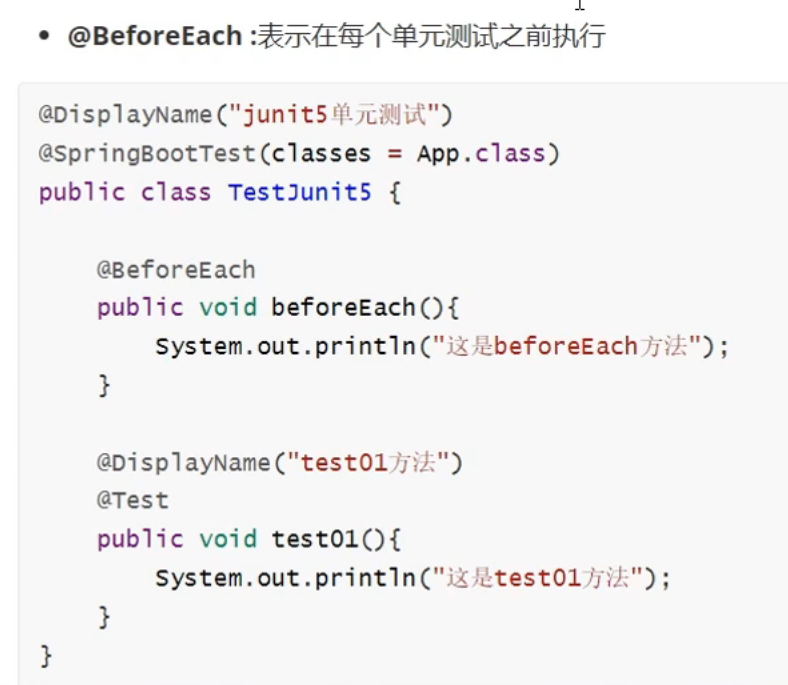 • @BeforeEach :表示在每个单元测试之前执行
@DisplayName("junit5单元测试")
@SpringBootTest(classes = App.class)
public class TestJunit5 {
@BeforeEach
public void beforeEach(){
System.out.println("这是beforeEach方法");
}
@DisplayName("test01方法")
@Test
public void test01(){
System.out.println("这是test01方法");
}
}